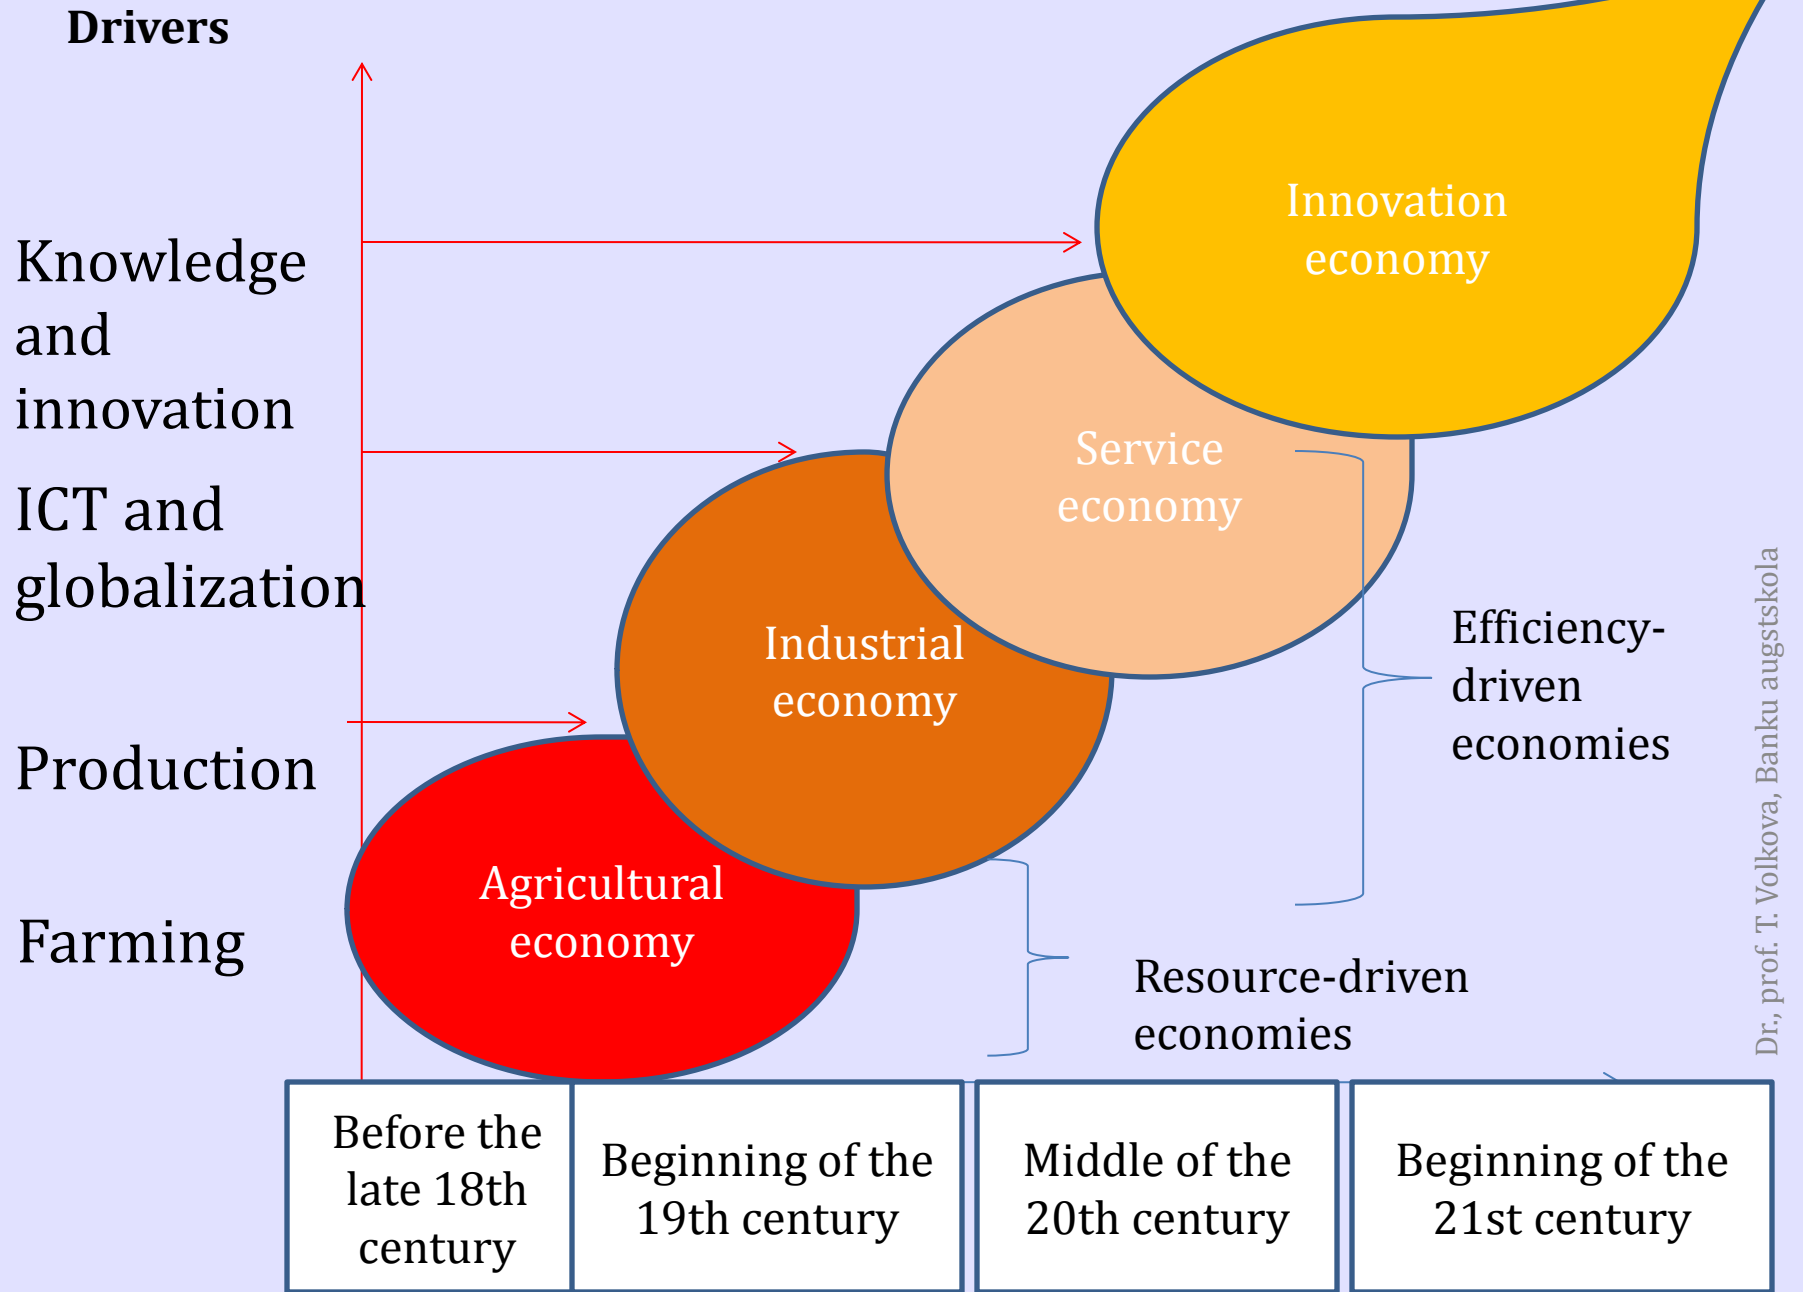 Drivers
Knowledge
and
innovation
ICT and
globalization
Production
Farming
Innovation
economy
Service
economy
Industrial
economy
Agricultural
economy
Efficiency-
driven
economies
Resource-driven
economies
Dr., prof. T. Volkova, Banku augstskola
Before the
late 18th
century
Beginning of the
19th century
Middle of the
20th century
Beginning of the
21st century